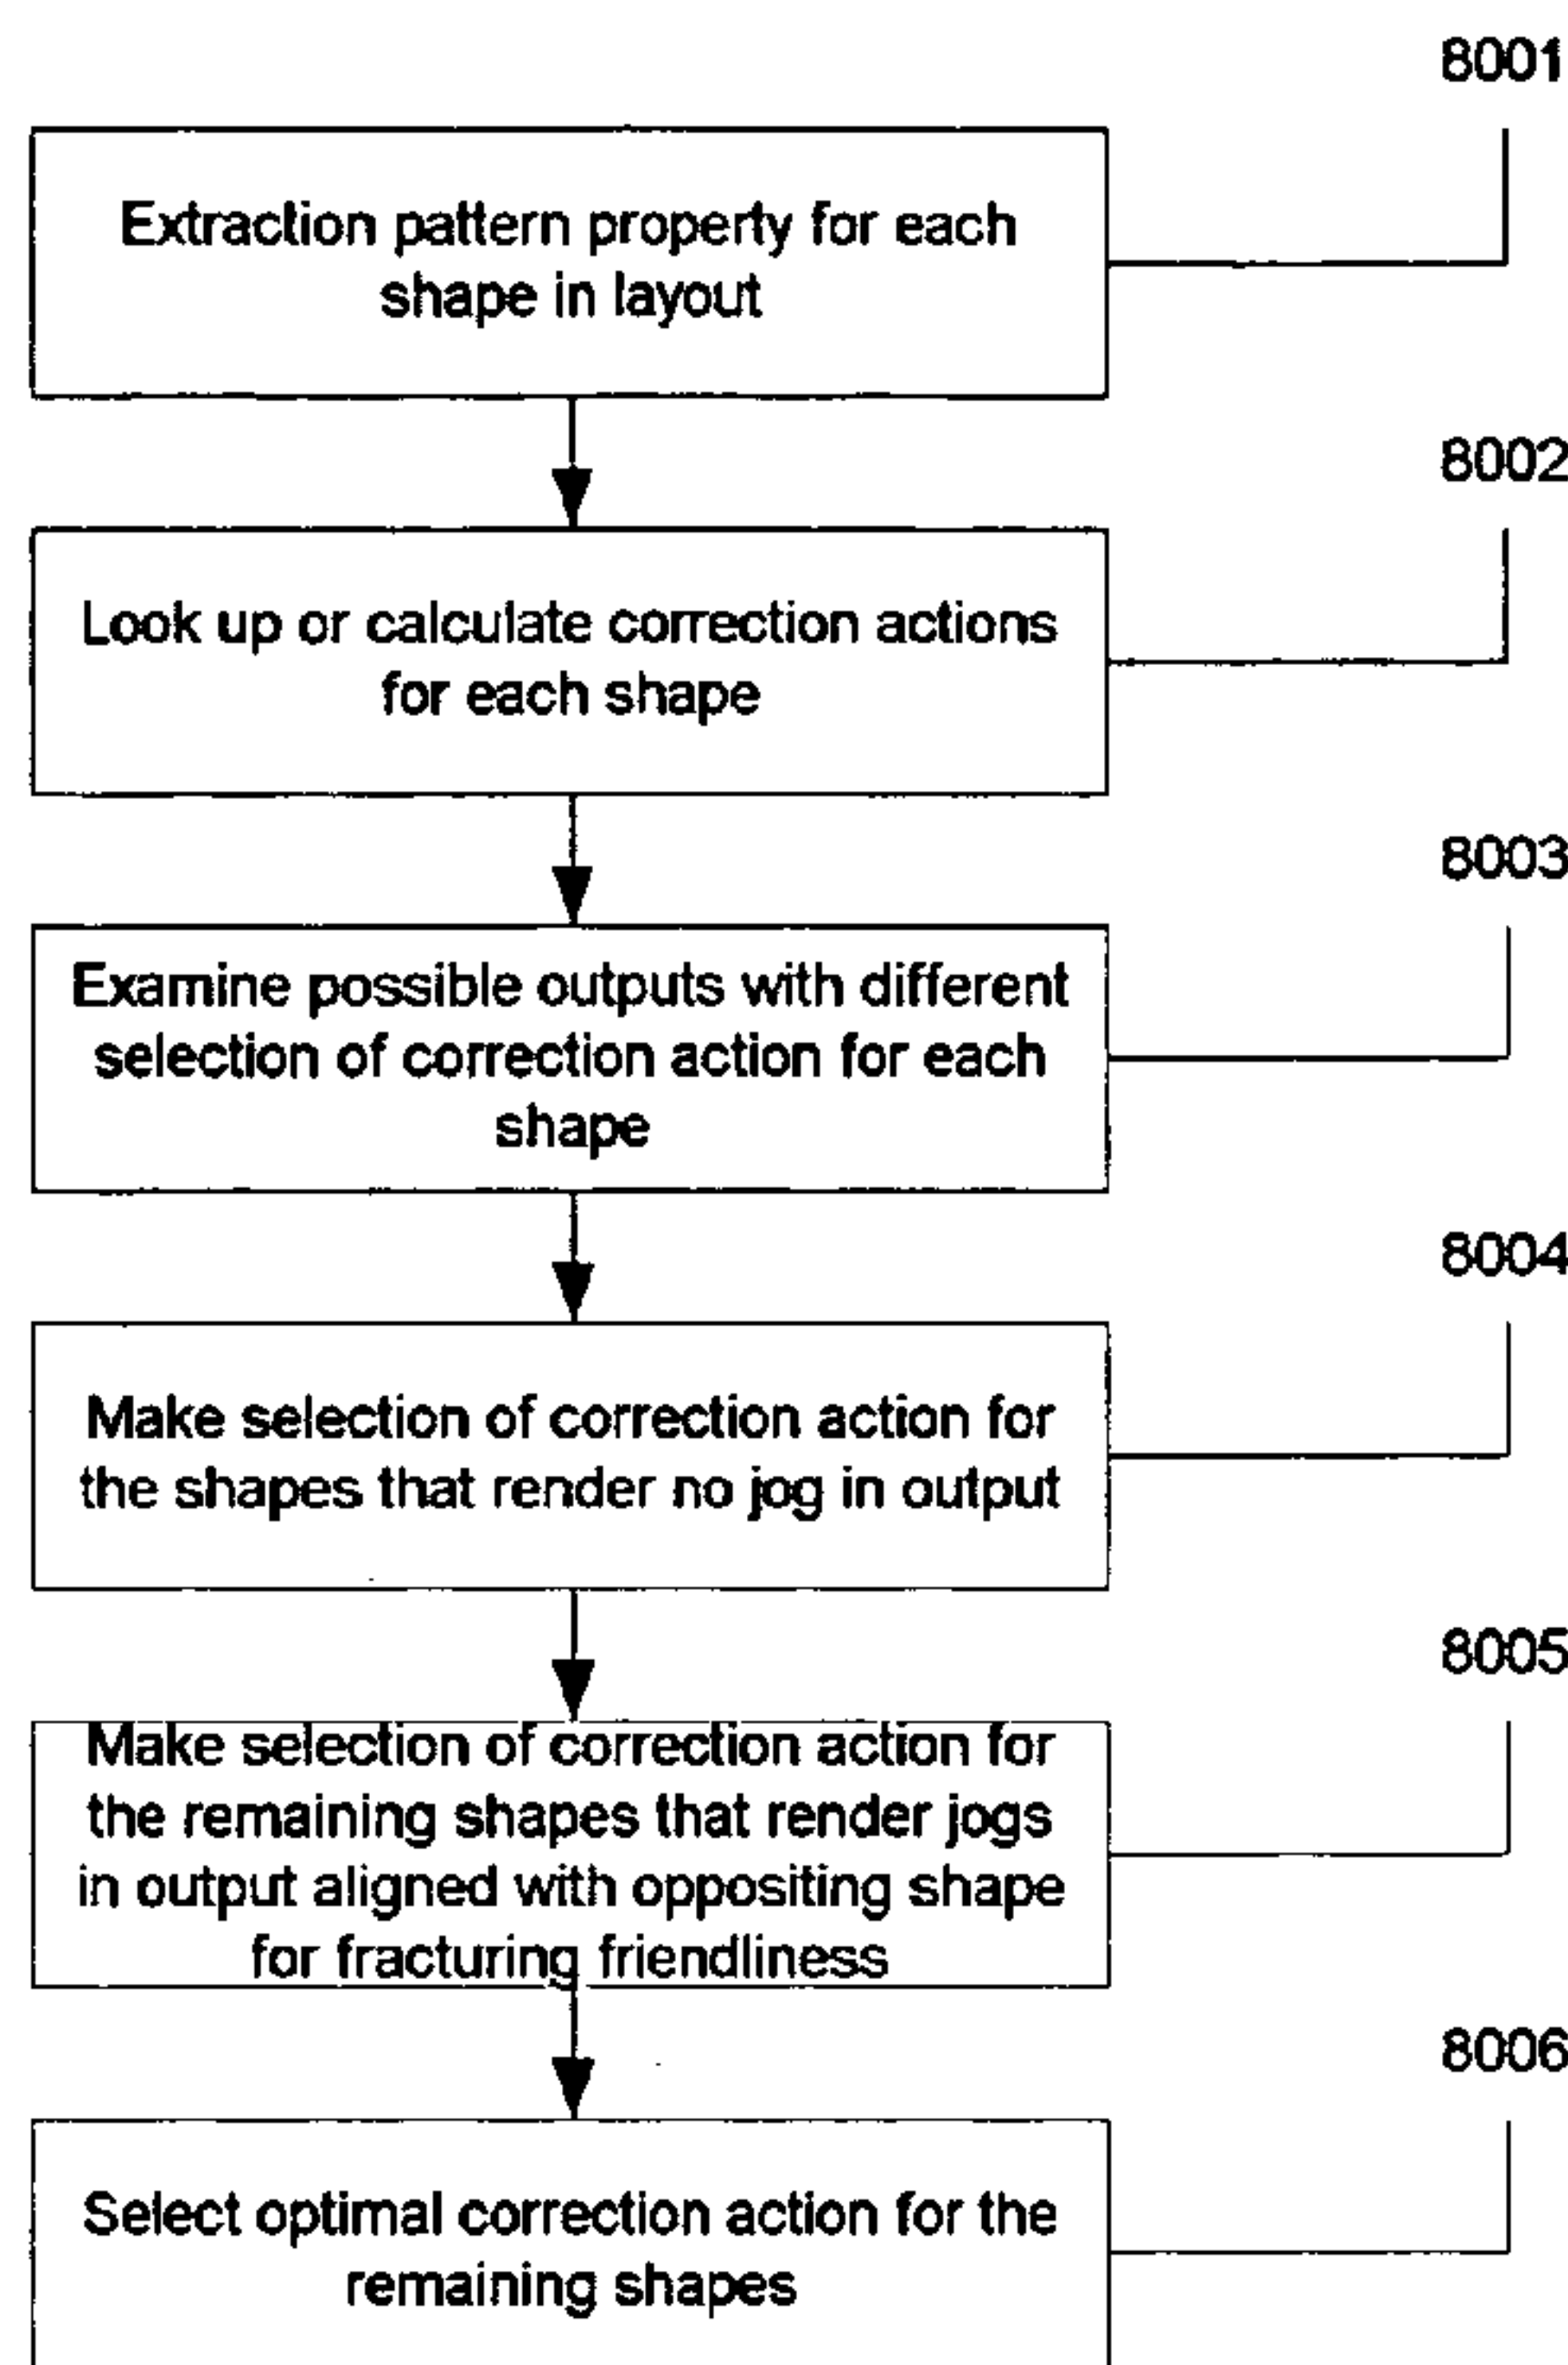 8001
Extraction pattern property for each
shape in layout
8002
Look up or calculate correction actions
for each shape
8003
Examine possible outputs with different
selection of correction action for each
shape
8004
Make selection of correction action for
the shapes that render no jog in output
8005
Make selection of correction action for
the remaining shapes that render jogs
in output aligned with oppositing shape
for fracturing friendliness
8006
Select optimal correction action for the
remaining shapes